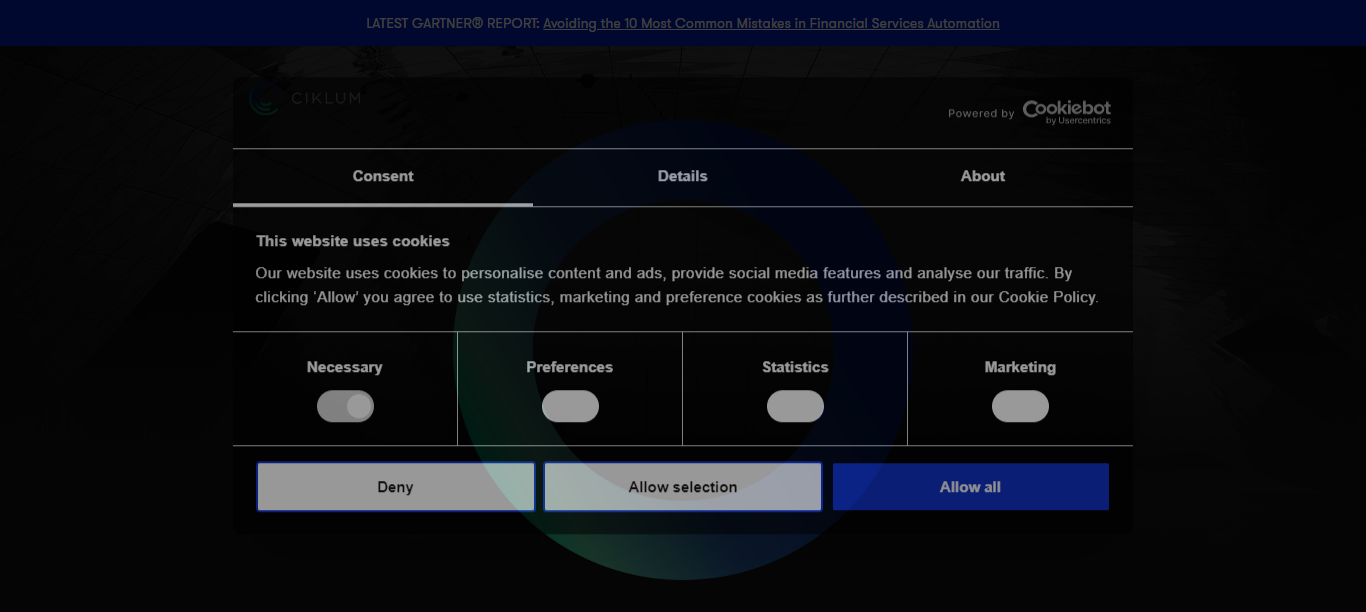 LATEST GARTNER® REPORT: Avoiding the 10 Most Common Mistakes in Financial Services Automation
CIKLUM
Powered by Cookiebot
by Usercentrics
Consent
Details
About
This website uses cookies
Our website uses cookies to personalise content and ads, provide social media features and analyse our traffic. By
clicking 'Allow' you agree to use statistics, marketing and preference cookies as further described in our Cookie Policy.
Necessary
Preferences
Statistics
Marketing
Deny
Allow selection
Allow all